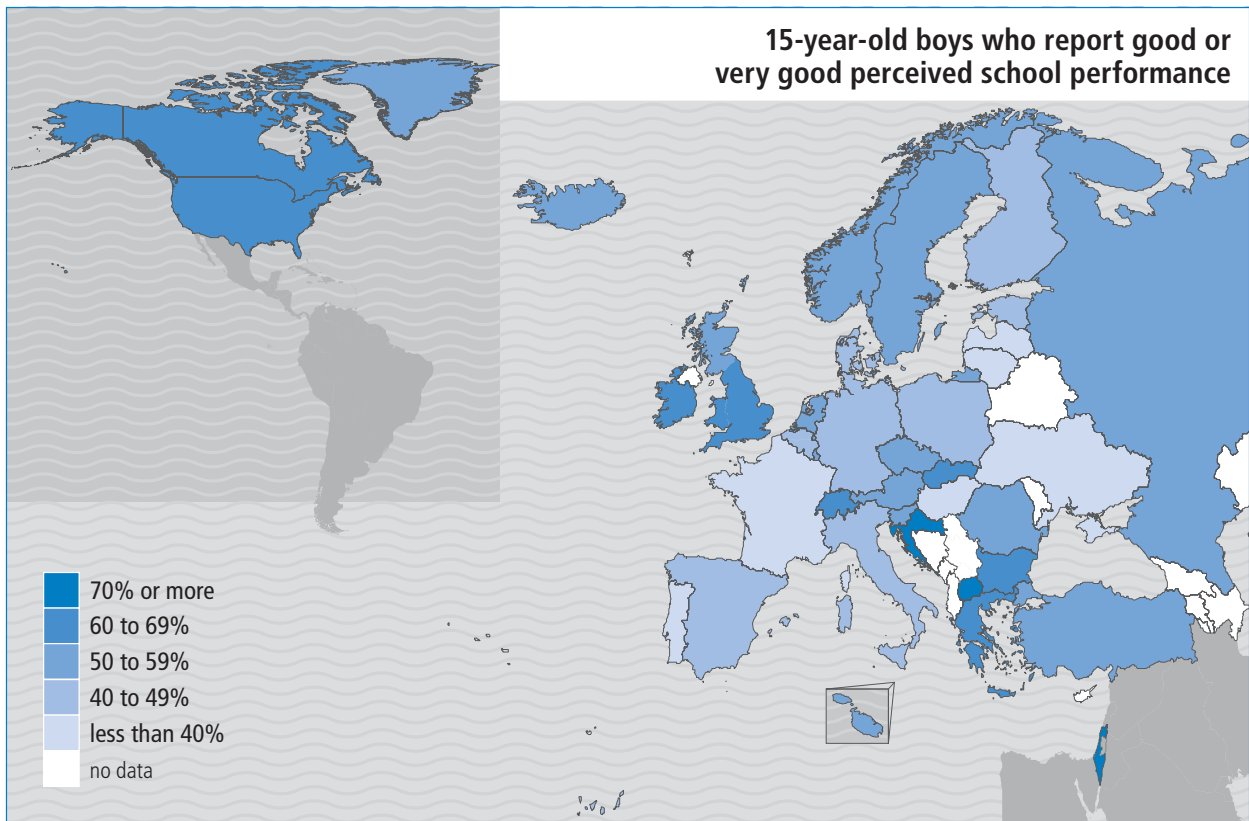 15-year-old boys who report good or
very good perceived school performance
70% or more
60 to 69%
50 to 59%
40 to 49%
less than 40%
no data